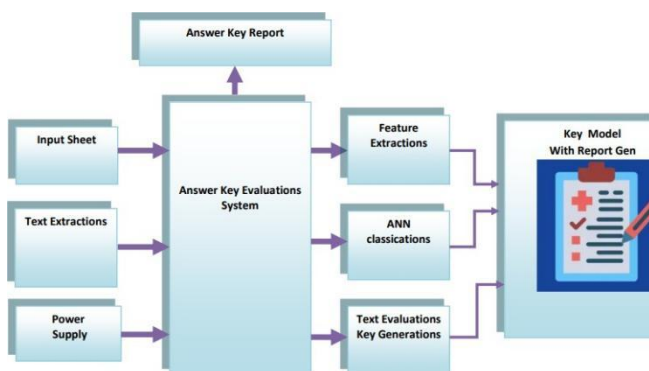 Answer Key Report
Input Sheet
Text Extractions
Power
Supply
Answer Key Evaluations
System
Feature
Extractions
ANN
classications
Text Evaluations
Key Generations
Key Model
With Report Gen